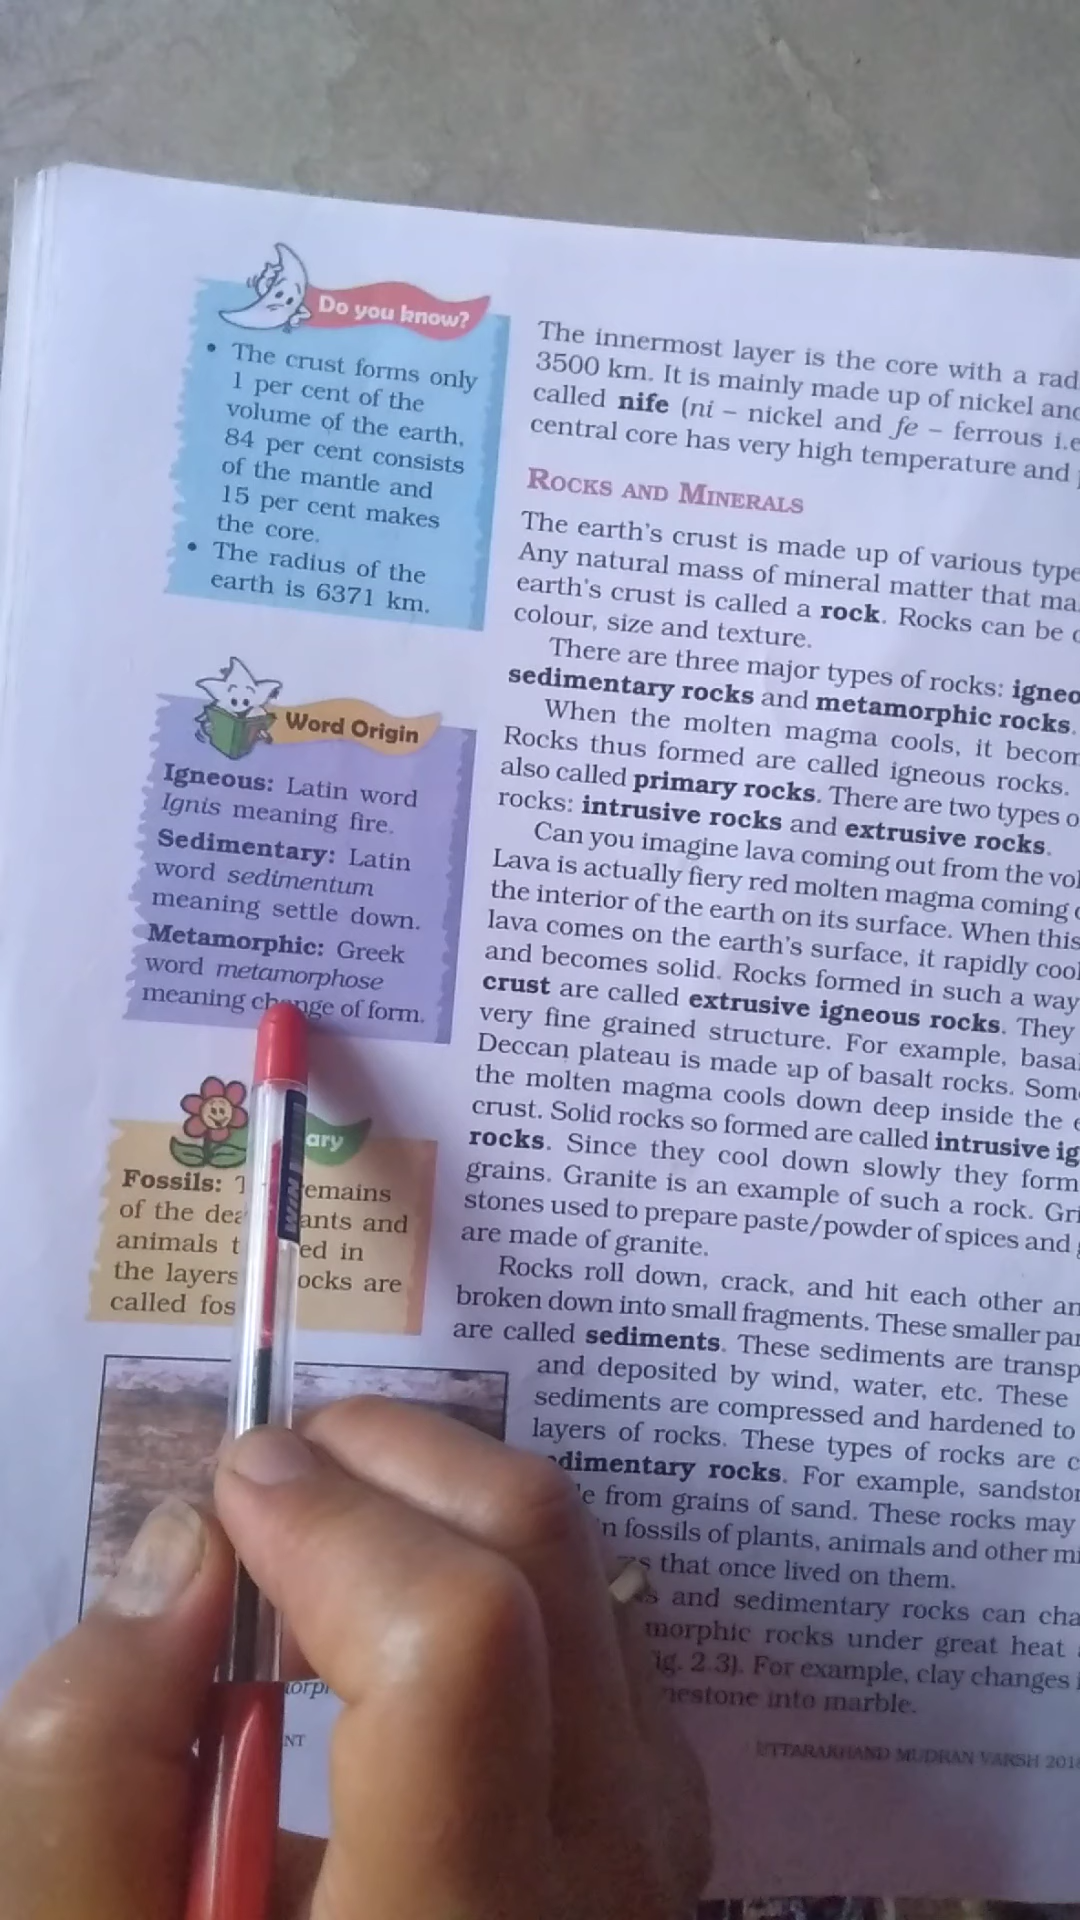 Do you know?
• The crust forms only
1 per cent of the
volume of the earth,
84 per cent consists
of the mantle and
15 per cent makes
the core.
• The radius of the
earth is 6371 km.
Word Origin
Igneous: Latin word
Ignis meaning fire.
Sedimentary: Latin
word sedimentum
meaning settle down.
Metamorphic: Greek
word metamorphose
meaning change of form.
ary
Fossils: T emains
of the dea ants and
animals t ed in
the layers ocks are
called fos
NT
The innermost layer is the core with a rad
3500 km. It is mainly made up of nickel and
called nife (ni – nickel and fe – ferrous i.e
central core has very high temperature and
ROCKS AND MINERALS
The earth's crust is made up of various type
Any natural mass of mineral matter that ma
earth's crust is called a rock. Rocks can be
colour, size and texture.
There are three major types of rocks: igneo
sedimentary rocks and metamorphic rocks.
When the molten magma cools, it becom
Rocks thus formed are called igneous rocks.
also called primary rocks. There are two types o
rocks: intrusive rocks and extrusive rocks.
Can you imagine lava coming out from the vol
Lava is actually fiery red molten magma coming
the interior of the earth on its surface. When this
lava comes on the earth's surface, it rapidly cool
and becomes solid. Rocks formed in such a way
crust are called extrusive igneous rocks. They
very fine grained structure. For example, basa
Deccan plateau is made up of basalt rocks. Som
the molten magma cools down deep inside the
crust. Solid rocks so formed are called intrusive ig
rocks. Since they cool down slowly they form
grains. Granite is an example of such a rock. Gri
stones used to prepare paste/powder of spices and
are made of granite.
Rocks roll down, crack, and hit each other an
broken down into small fragments. These smaller par
are called sediments. These sediments are transp
and deposited by wind, water, etc. These
sediments are compressed and hardened to
layers of rocks. These types of rocks are c
dimentary rocks. For example, sandston
e from grains of sand. These rocks may
n fossils of plants, animals and other mi
s that once lived on them.
s and sedimentary rocks can cha
morphic rocks under great heat
ig. 2.3). For example, clay changes i
nestone into marble.
UTTARAKHAND MUDRAN VARSH 201
WIN